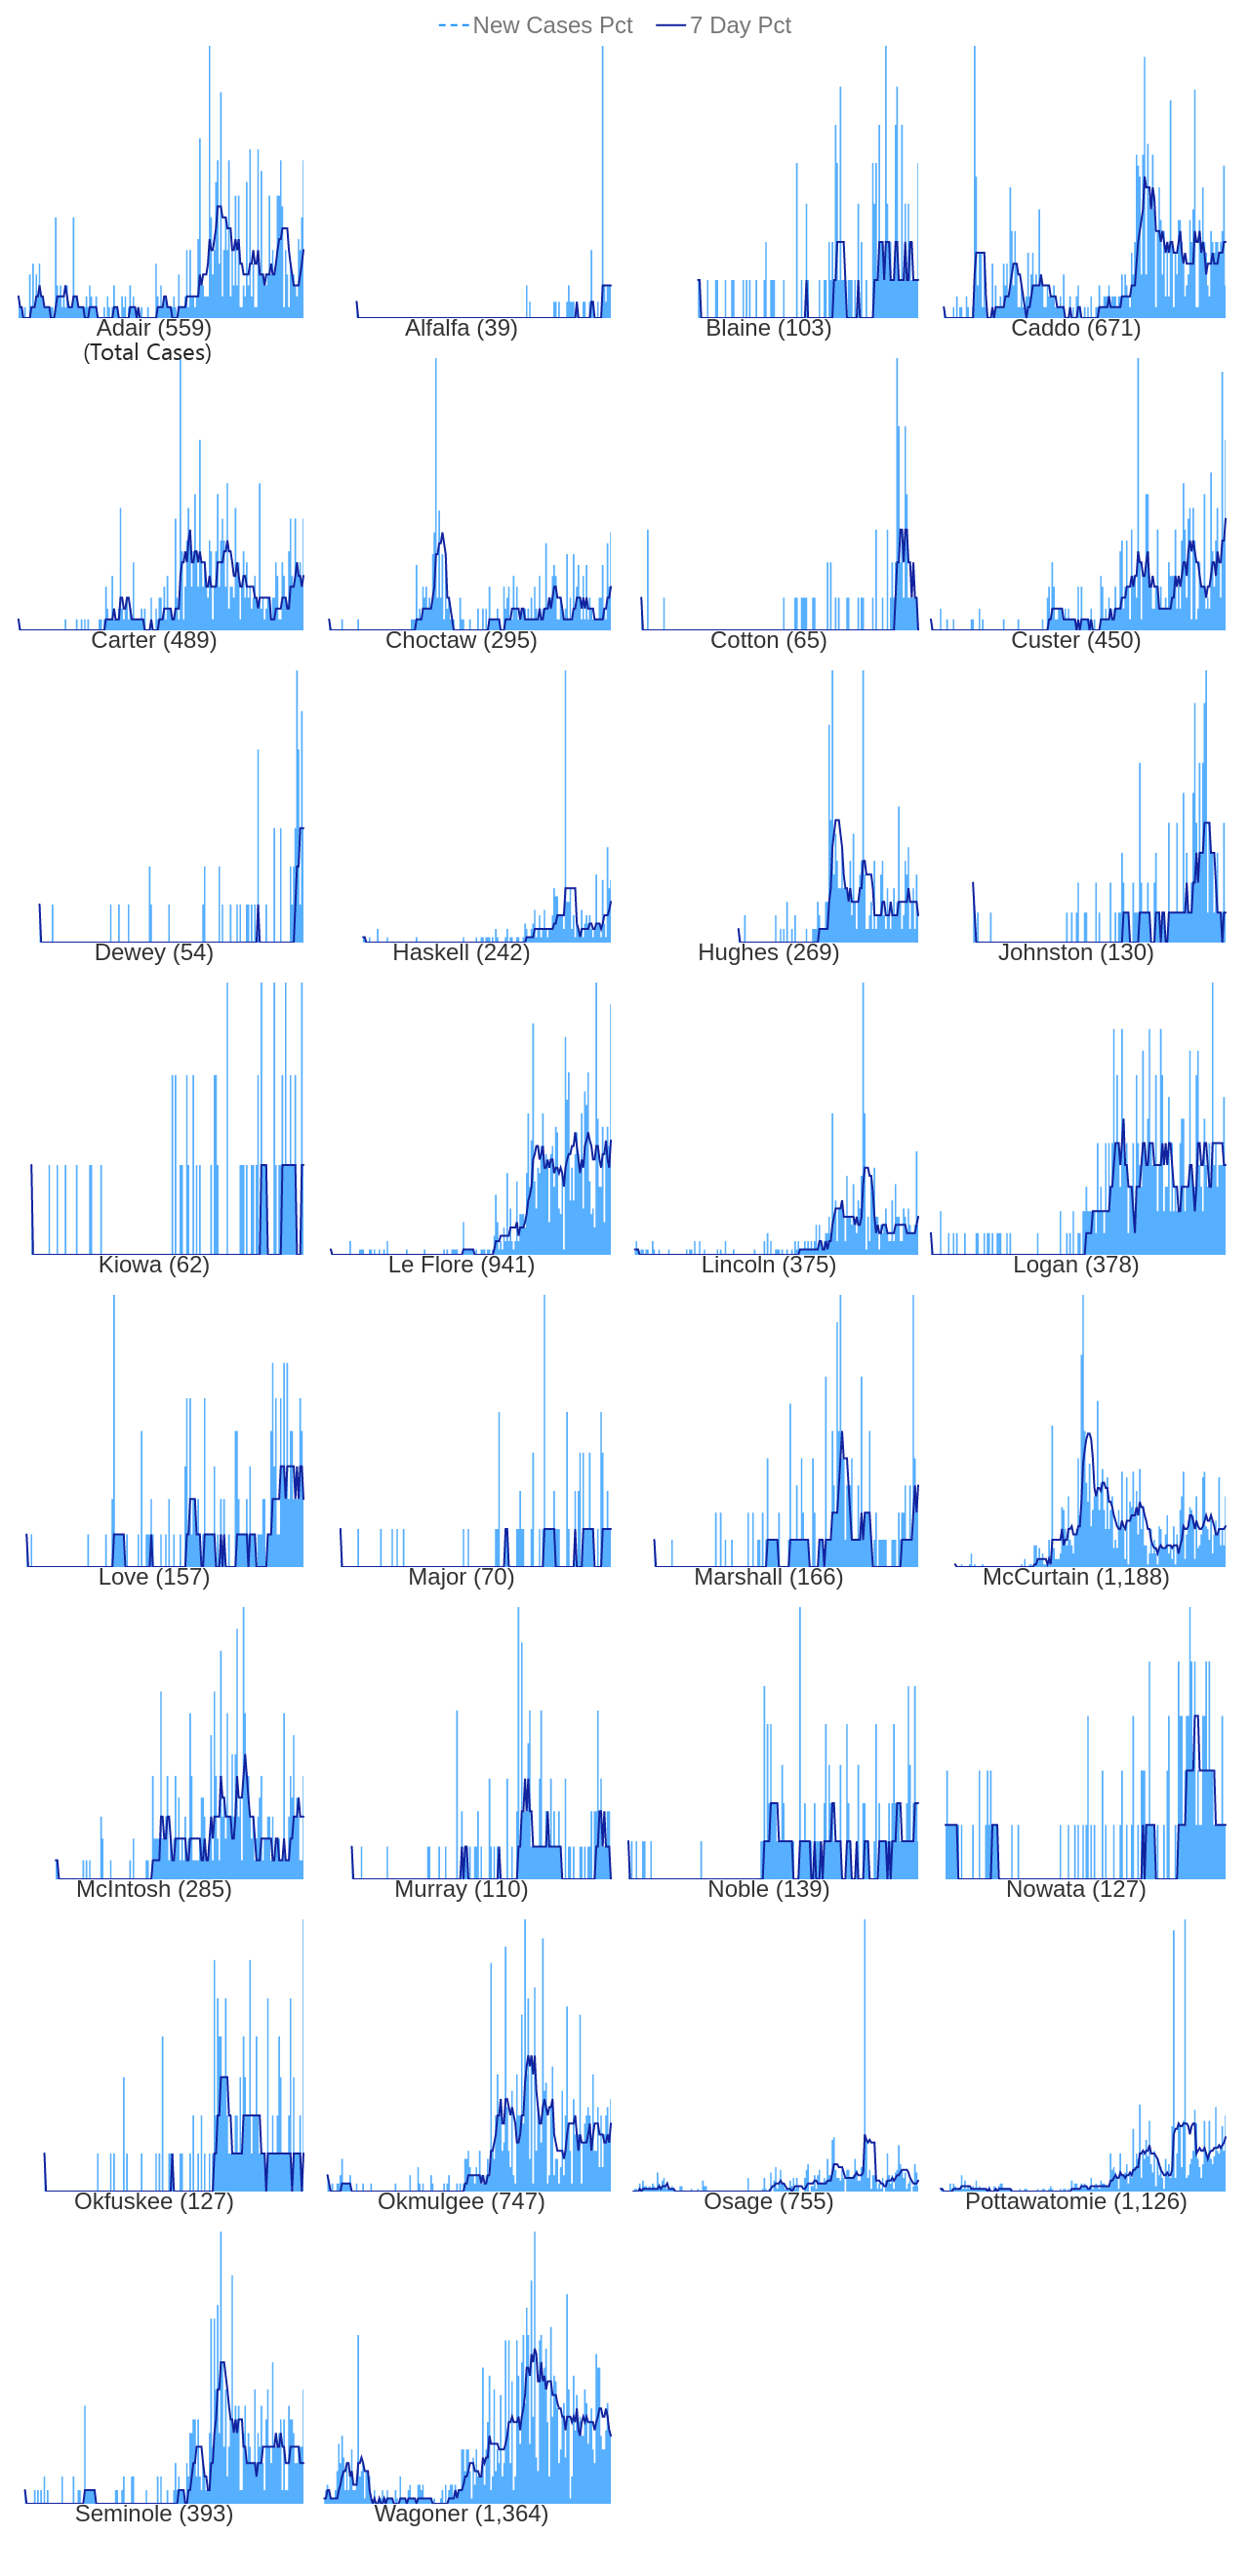 New Cases Pct 7 Day Pct
Adair (559) Alfalfa (39) Blaine (103) Caddo (671)
(Total Cases)
Carter (489) Choctaw (295) Cotton (65) Custer (450)
Dewey (54) Haskell (242) Hughes (269) Johnston (130)
Kiowa (62) Le Flore (941) Lincoln (375) Logan (378)
Love (157) Major (70) Marshall (166) McCurtain (1,188)
McIntosh (285) Murray (110) Noble (139) Nowata (127)
Okfuskee (127) Okmulgee (747) Osage (755) Pottawatomie (1,126)
Seminole (393) Wagoner (1,364)